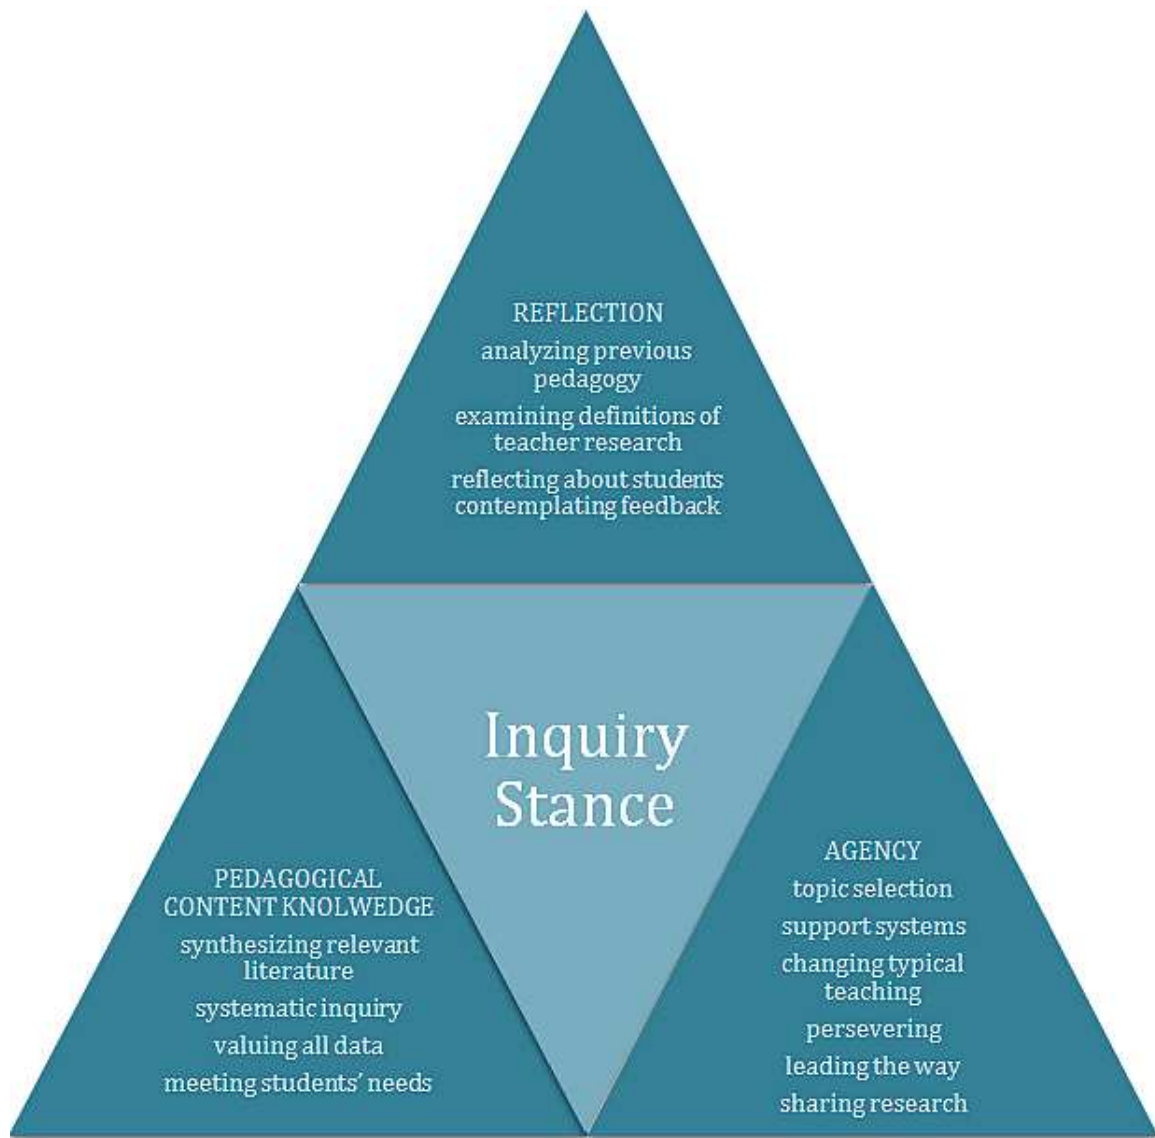 REFLECTION
analyzing previous
pedagogy
examining definitions of
teacher research
reflecting about students
contemplating feedback
Inquiry
Stance
PEDAGOGICAL
CONTENT KNOLWEDGE
synthesizing relevant
literature
systematic inquiry
valuing all data
meeting students’ needs
AGENCY
topic selection
support systems
changing typical
teaching
persevering
leading the way
sharing research